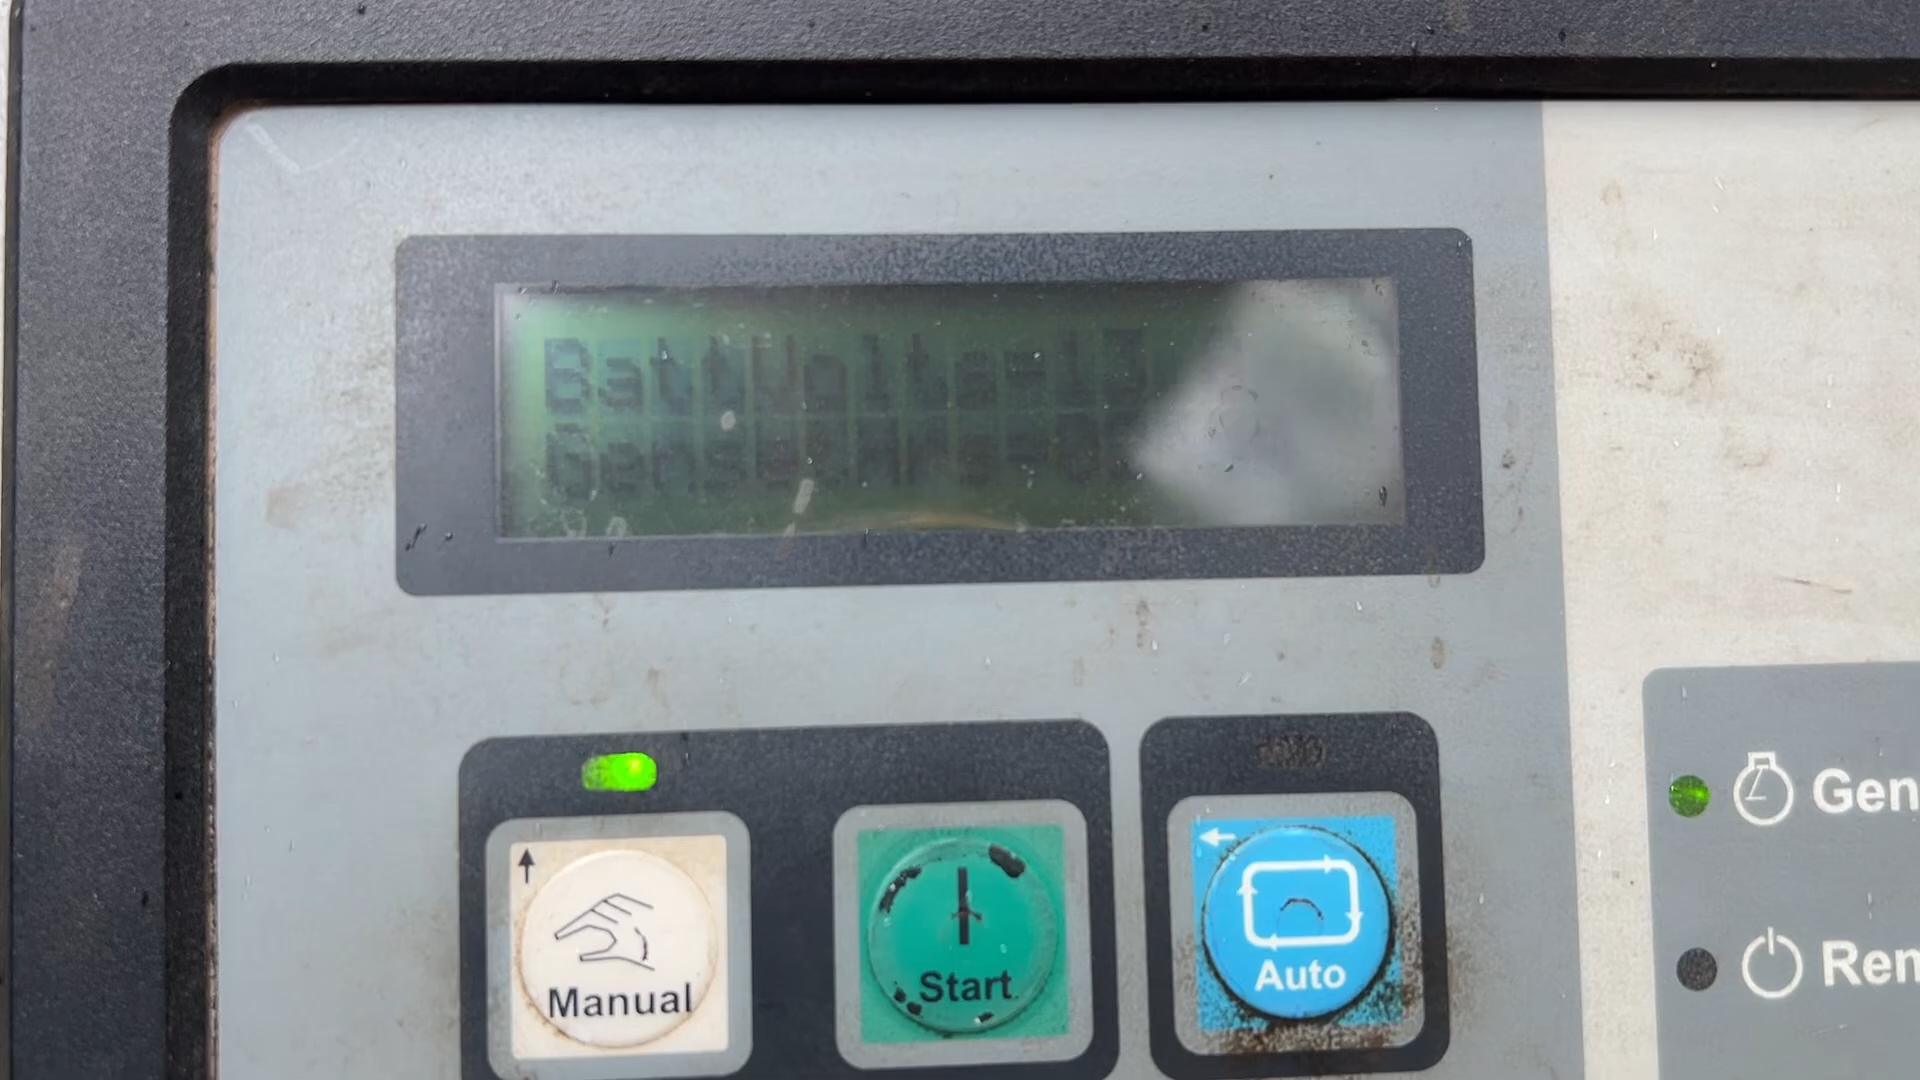 BattVolts=13
GensetHrs=0
Manual
Start
Auto
Gen
Rem